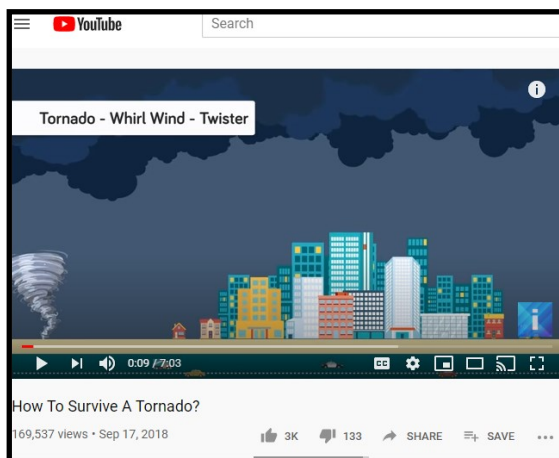 YouTube
Search
Tornado - Whirl Wind - Twister
i
i
0:09 / 7:03
CC
How To Survive A Tornado?
169,537 views • Sep 17, 2018
3K 133 SHARE SAVE